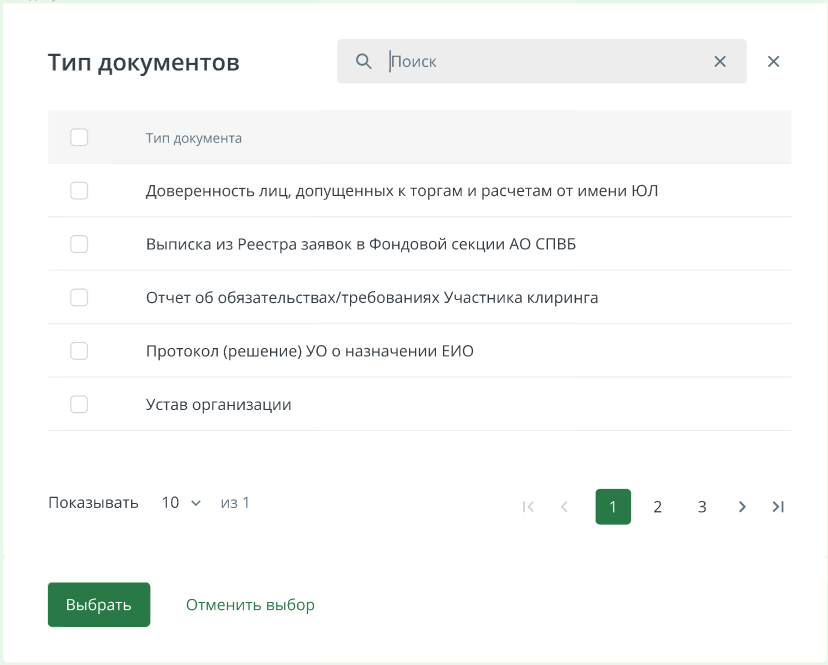 Тип документов
Поиск
Тип документа
Доверенность лиц, допущенных к торгам и расчетам от имени ЮЛ
Выписка из Реестра заявок в Фондовой секции АО СПВБ
Отчет об обязательствах/требованиях Участника клиринга
Протокол (решение) УО о назначении ЕИО
Устав организации
Показывать 10 из 1 1 2 3
Выбрать Отменить выбор